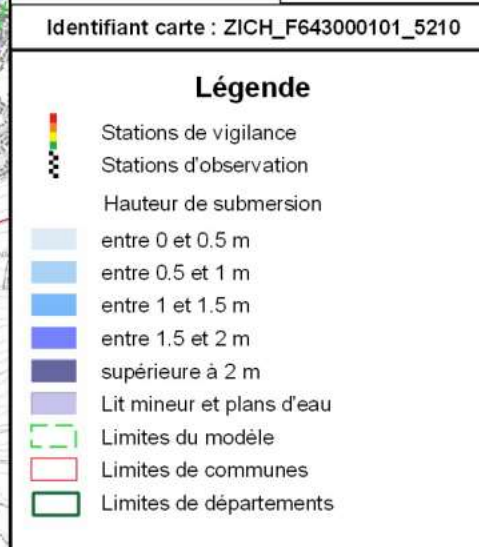 Identifiant carte : ZICH_F643000101_5210
Légende
Stations de vigilance
Stations d'observation
Hauteur de submersion
entre 0 et 0.5 m
entre 0.5 et 1 m
entre 1 et 1.5 m
entre 1.5 et 2 m
supérieure à 2 m
Lit mineur et plans d'eau
Limites du modèle
Limites de communes
Limites de départements